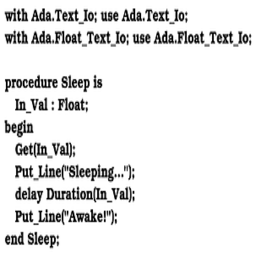 with Ada.Text_Io; use Ada.Text_Io;
with Ada.Float_Text_Io; use Ada.Float_Text_Io;
procedure Sleep is
In_Val : Float;
begin
Get(In_Val);
Put_Line("Sleeping...");
delay Duration(In_Val);
Put_Line("Awake!");
end Sleep;